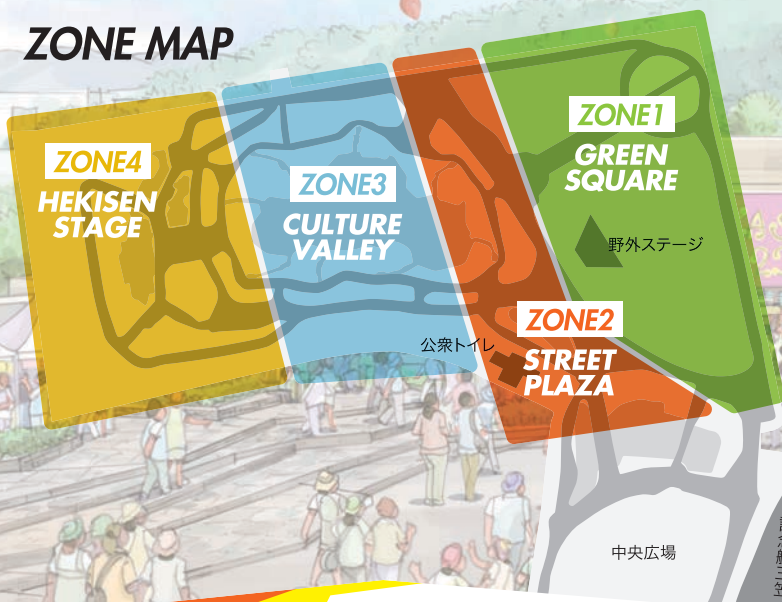 ZONE MAP
ZONE4
HEKISEN
STAGE
ZONE3
CULTURE
VALLEY
ZONE1
GREEN
SQUARE
野外ステージ
ZONE2
STREET
PLAZA
公衆トイレ
中央広場